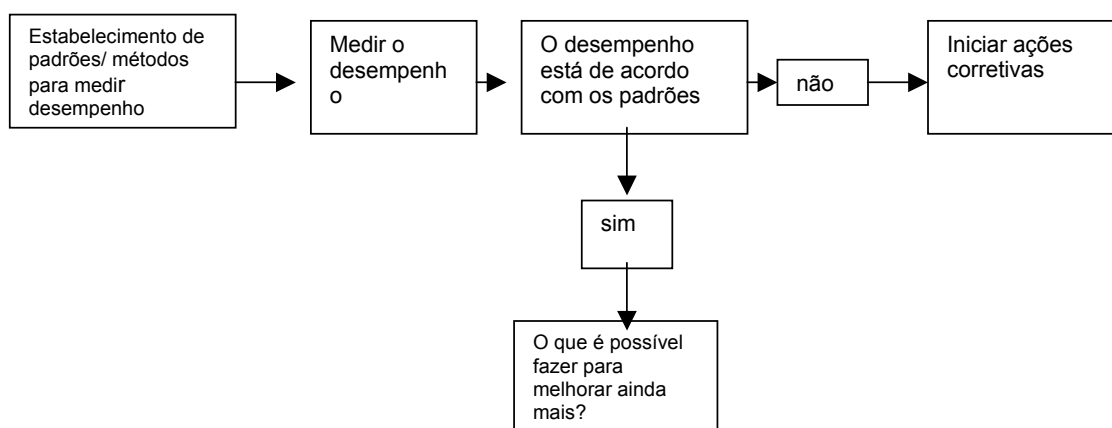 Estabelecimento de
padrões/ métodos
para medir
desempenho
Medir o
desempenh
o
O desempenho
está de acordo
com os padrões
não
Iniciar ações
corretivas
sim
O que é possível
fazer para
melhorar ainda
mais?